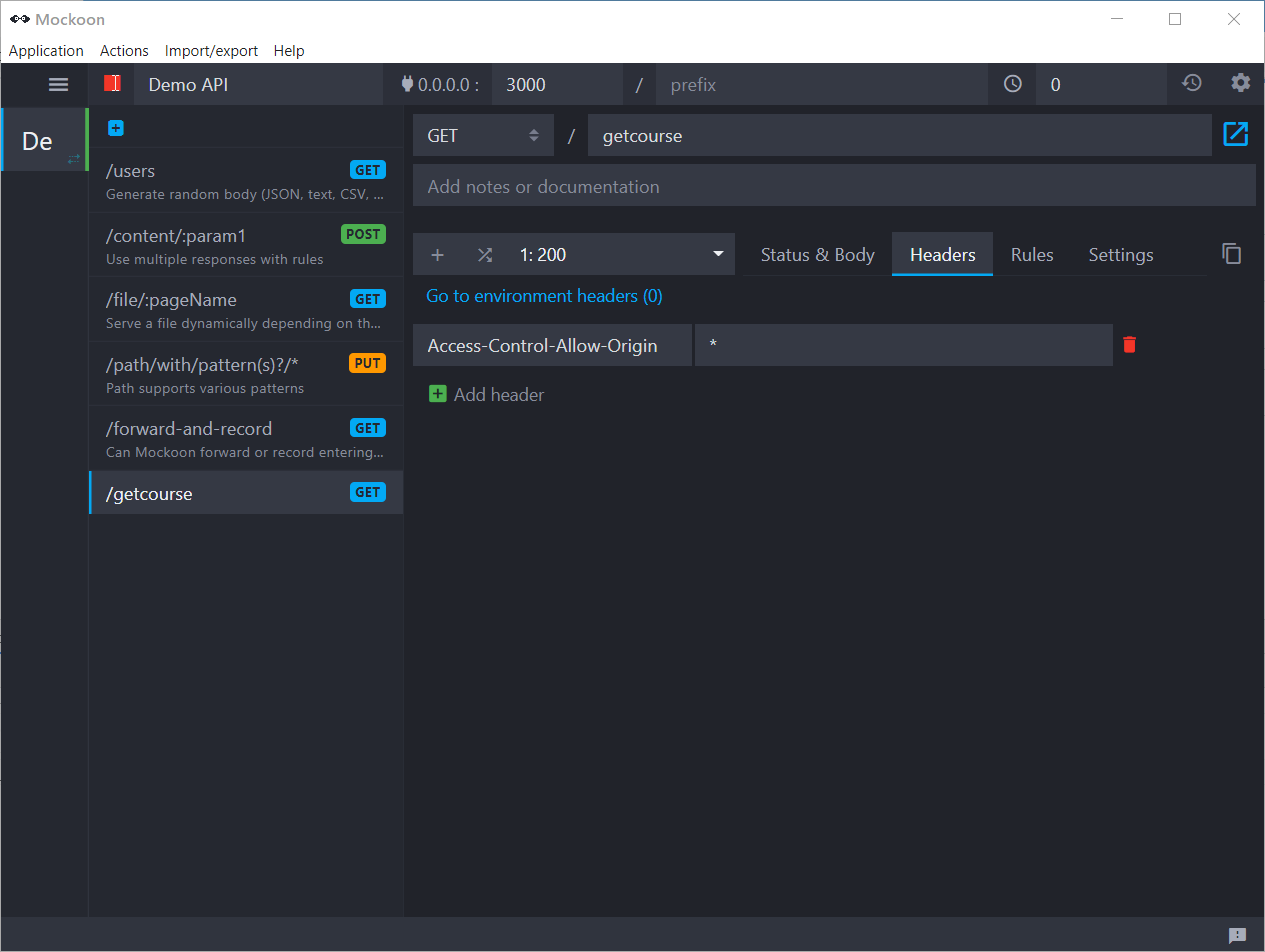 Mockoon
Application Actions Import/export Help
Demo API 0.0.0.0 : 3000 / prefix 0
De
GET / getcourse
Add notes or documentation
/users GET
Generate random body (JSON, text, CSV, ...
/content/:param1 POST
Use multiple responses with rules
/file/:pageName GET
Serve a file dynamically depending on th...
/path/with/pattern(s)?/* PUT
Path supports various patterns
/forward-and-record GET
Can Mockoon forward or record entering...
/getcourse GET
1: 200 Status & Body Headers Rules Settings
Go to environment headers (0)
Access-Control-Allow-Origin *
Add header